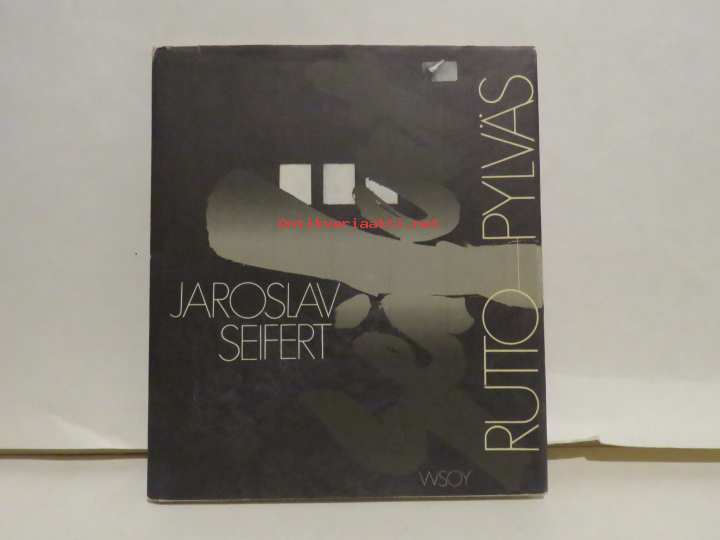 JAROSLAV
SEIFERT
RUTTO—PYLVÄS
WSOY
Antikvariaatti.net